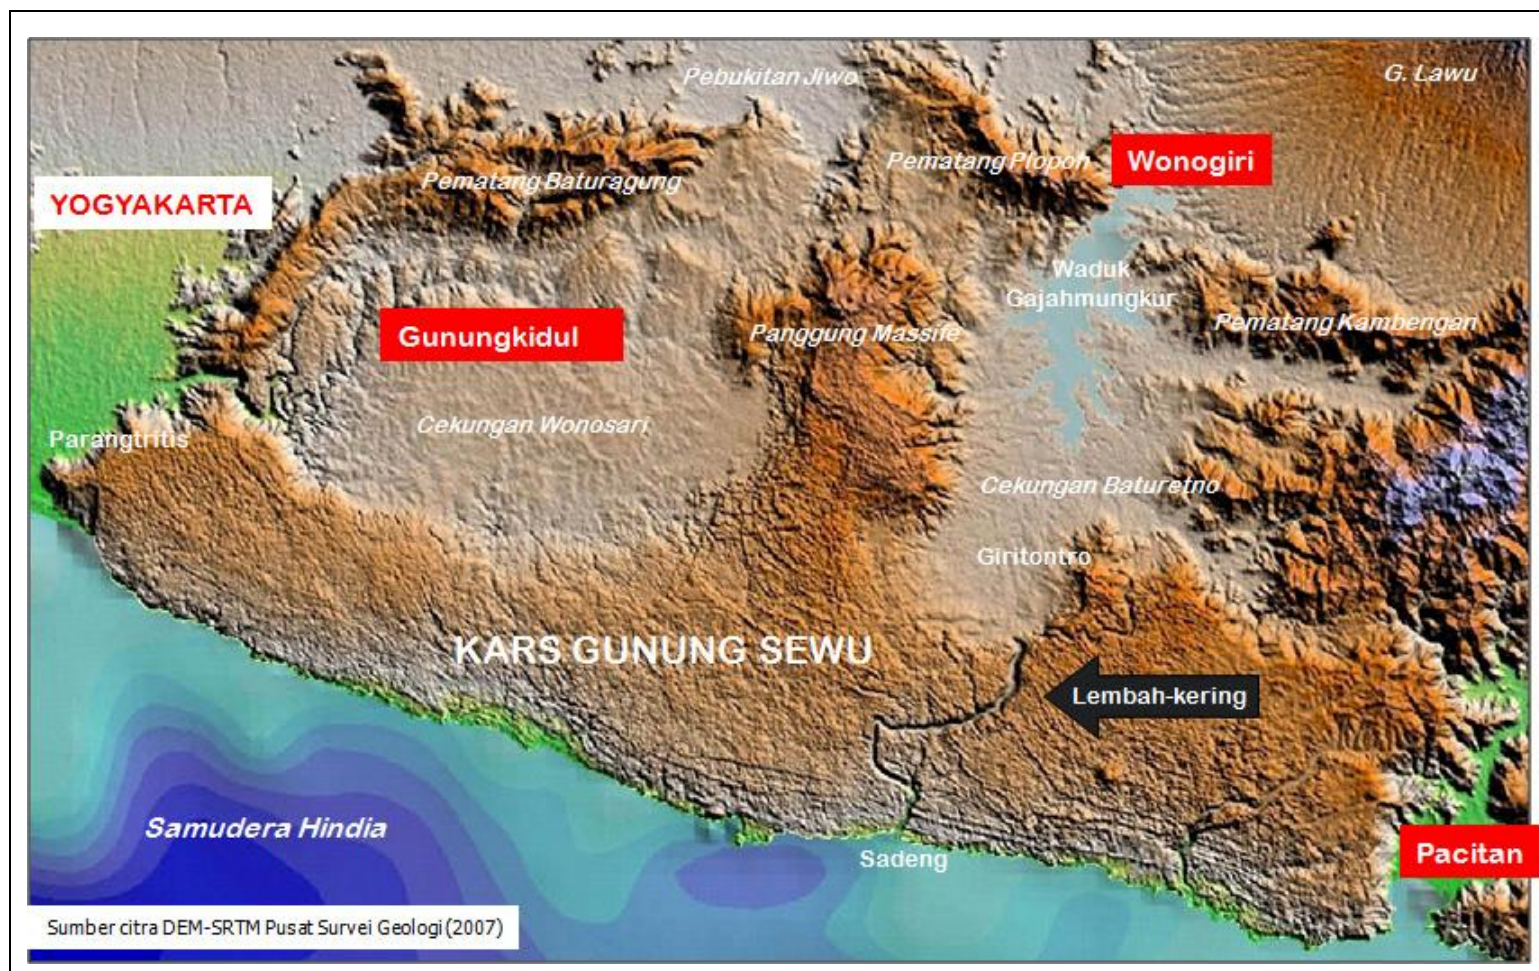 Pebukitan Jiwo
G. Lawu
Pematang Plopoh
Wonogiri
Pematang Baturagung
YOGYAKARTA
Waduk
Gajahmungkur
Gunungkidul
Panggung Massife
Pematang Kambengan
Cekungan Wonosari
Parangtritis
Cekungan Baturetno
Giritontro
KARS GUNUNG SEWU
Lembah-kering
Samudera Hindia
Sadeng
Pacitan
Sumber citra DEM-SRTM Pusat Survei Geologi (2007)